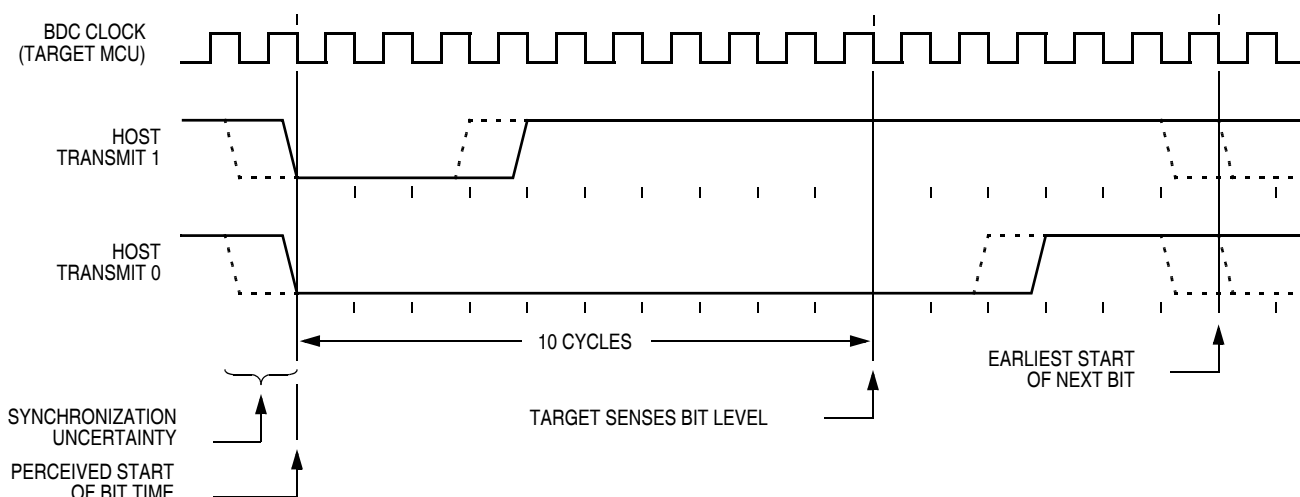 BDC CLOCK
(TARGET MCU)
HOST
TRANSMIT 1
HOST
TRANSMIT 0
10 CYCLES
EARLIEST START
OF NEXT BIT
SYNCHRONIZATION
UNCERTAINTY
TARGET SENSES BIT LEVEL
PERCEIVED START
OF BIT TIME